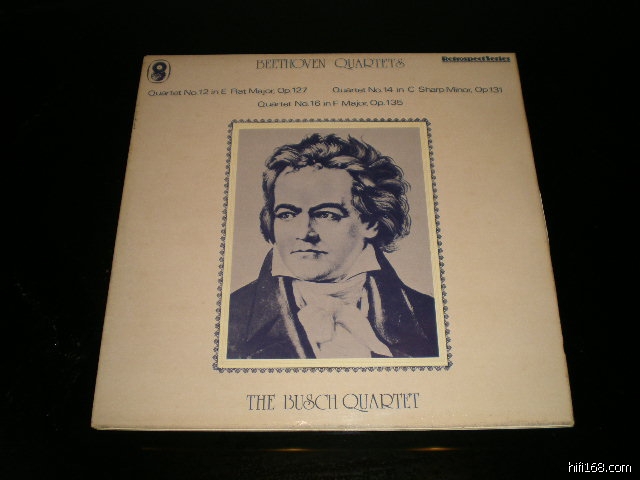 BEETHOVEN QUARTETS
Retrospect Series
Quartet No.12 in E Flat Major, Op.127 Quartet No.14 in C Sharp Minor, Op.131
Quartet No.16 in F Major, Op.135
THE BUSCH QUARTET
hifi168.com